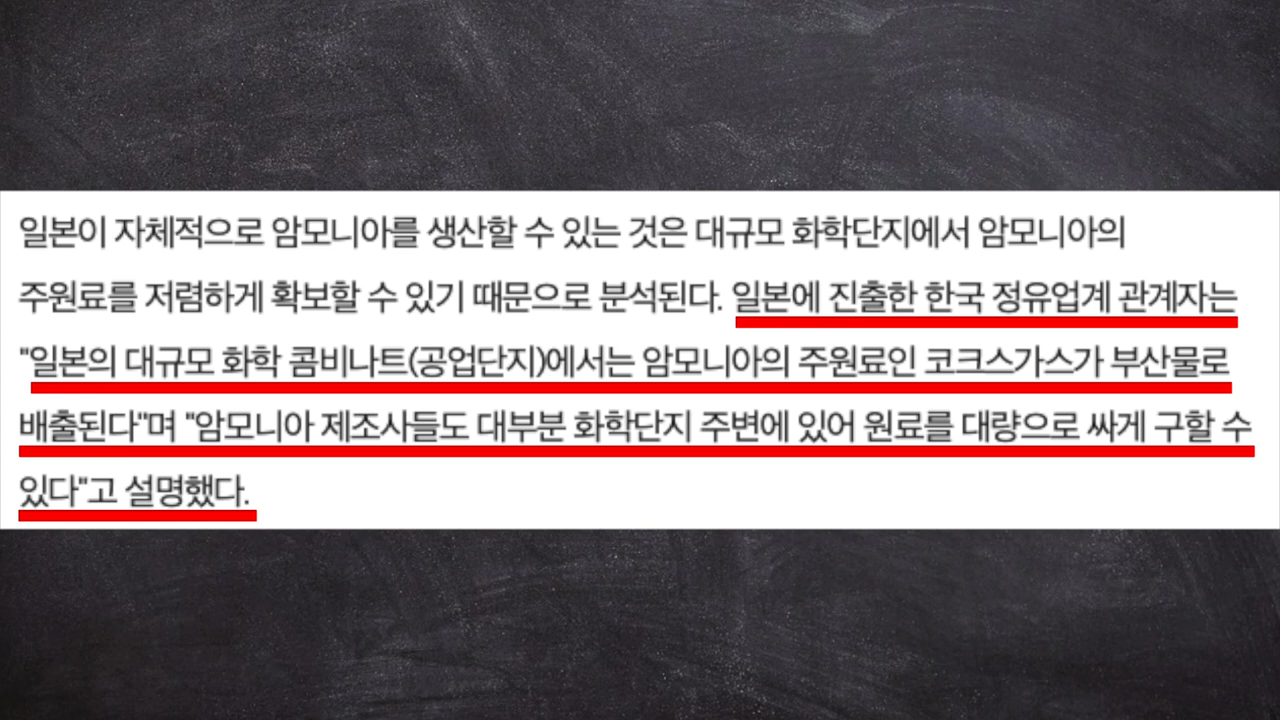 일본이 자체적으로 암모니아를 생산할 수 있는 것은 대규모 화학단지에서 암모니아의
주원료를 저렴하게 확보할 수 있기 때문으로 분석된다. 일본에 진출한 한국 정유업계 관계자는
"일본의 대규모 화학 콤비나트(공업단지)에서는 암모니아의 주원료인 코크스가스가 부산물로
배출된다"며 "암모니아 제조사들도 대부분 화학단지 주변에 있어 원료를 대량으로 싸게 구할 수
있다"고 설명했다.